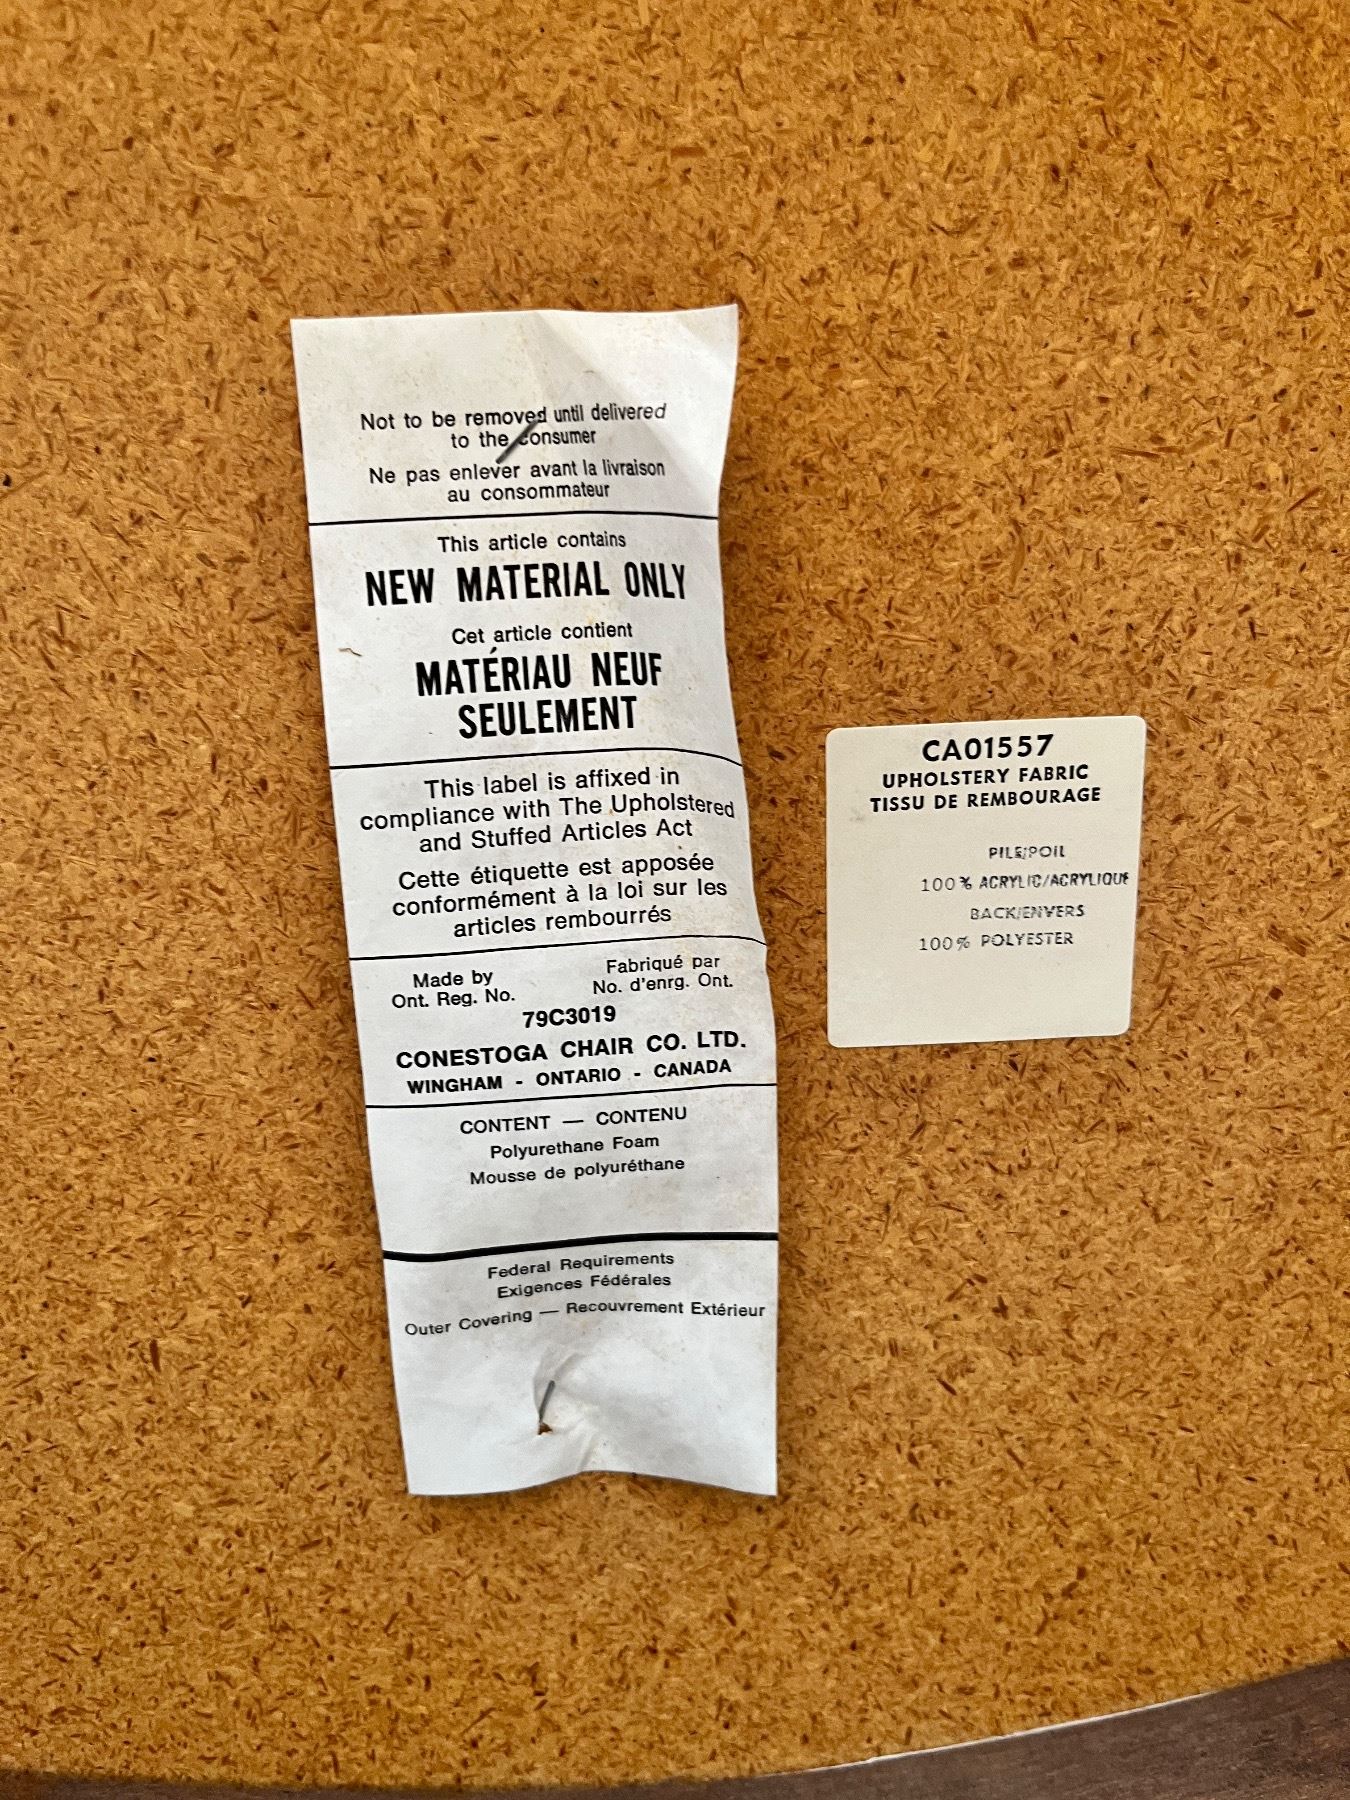 Not to be removed until delivered
to the consumer
Ne pas enlever avant la livraison
au consommateur
This article contains
NEW MATERIAL ONLY
Cet article contient
MATÉRIAU NEUF
SEULEMENT
This label is affixed in
compliance with The Upholstered
and Stuffed Articles Act
Cette étiquette est apposée
conformément à la loi sur les
articles rembourrés
Made by
Ont. Reg. No.
Fabriqué par
No. d'enrg. Ont.
79C3019
CONESTOGA CHAIR CO. LTD.
WINGHAM - ONTARIO - CANADA
CONTENT — CONTENU
Polyurethane Foam
Mousse de polyuréthane
Federal Requirements
Exigences Fédérales
Outer Covering — Recouvrement Extérieur
CA01557
UPHOLSTERY FABRIC
TISSU DE REMBOURAGE
PILE/POIL
100% ACRYLIC/ACRYLIQUE
BACK/ENVERS
100% POLYESTER